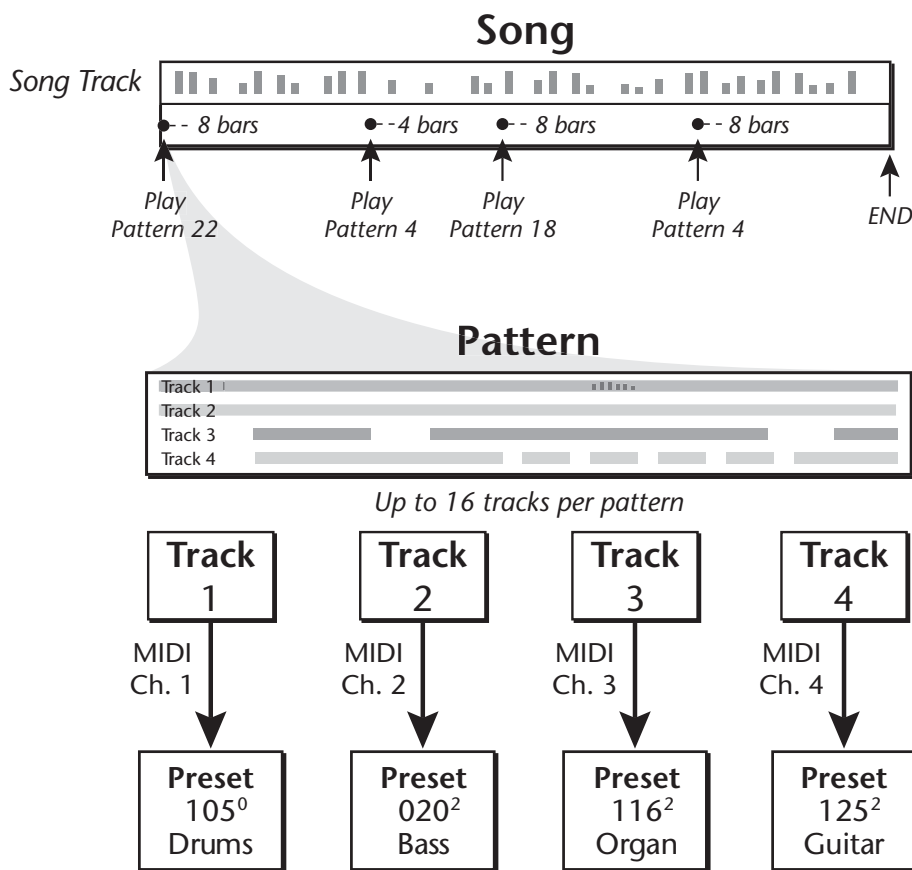 Song
Song Track
8 bars
4 bars
8 bars
8 bars
Play
Pattern 22
Play
Pattern 4
Play
Pattern 18
Play
Pattern 4
END
Pattern
Track 1
Track 2
Track 3
Track 4
Up to 16 tracks per pattern
Track
1
Track
2
Track
3
Track
4
MIDI
Ch. 1
MIDI
Ch. 2
MIDI
Ch. 3
MIDI
Ch. 4
Preset
105⁰
Drums
Preset
020²
Bass
Preset
116²
Organ
Preset
125²
Guitar